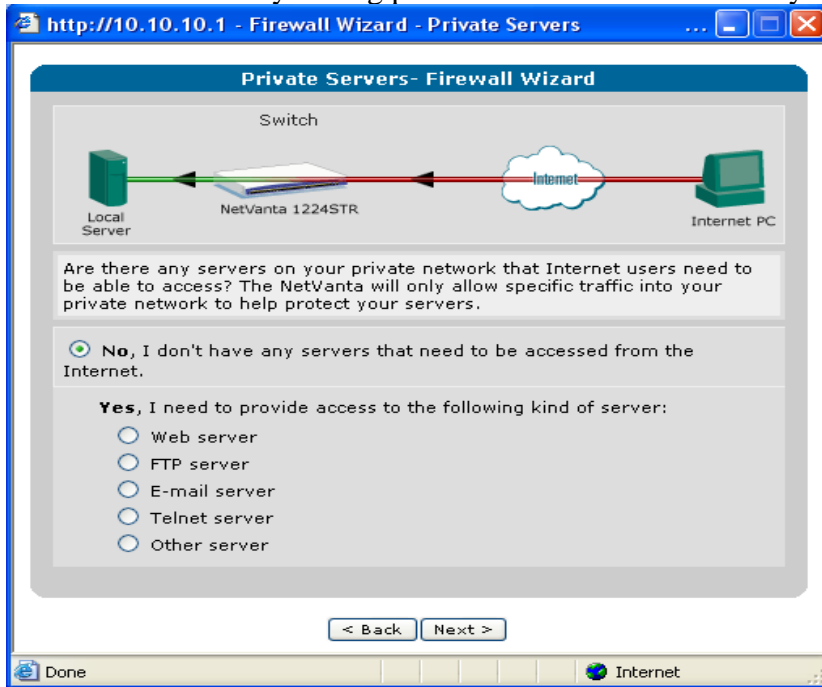 http://10.10.10.1 - Firewall Wizard - Private Servers ...
Private Servers- Firewall Wizard
Switch
Internet
Local
Server
NetVanta 1224STR
Internet PC
Are there any servers on your private network that Internet users need to
be able to access? The NetVanta will only allow specific traffic into your
private network to help protect your servers.
No, I don't have any servers that need to be accessed from the
Internet.
Yes, I need to provide access to the following kind of server:
Web server
FTP server
E-mail server
Telnet server
Other server
< Back Next >
Done Internet